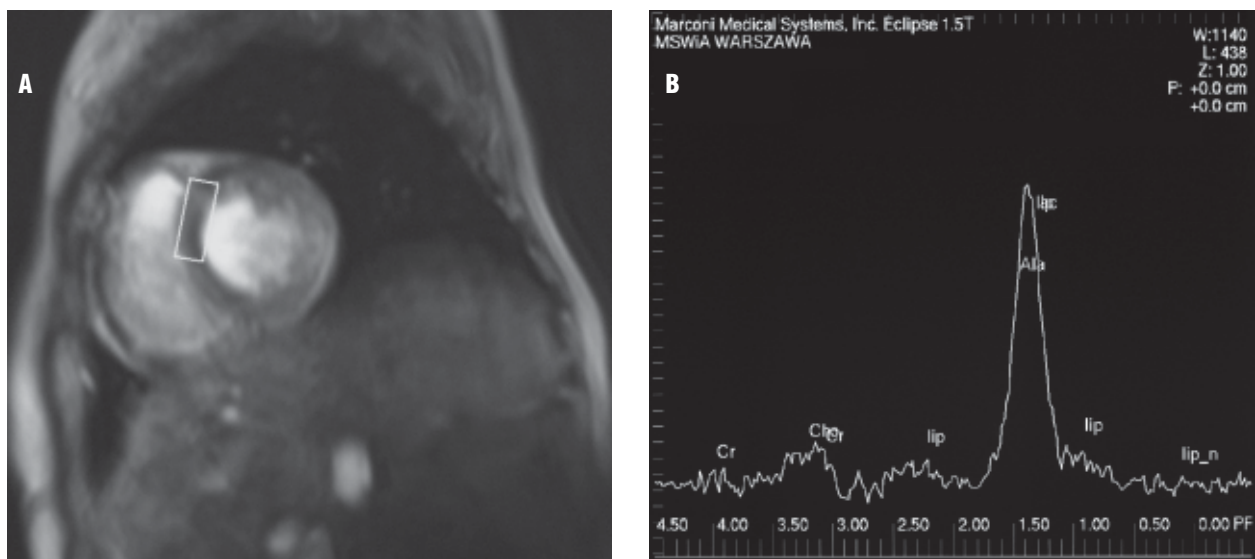 A
B
Marconi Medical Systems, Inc. Eclipse 1.5T
MSWiA WARSZAWA
W:1140
L: 438
Z: 1.00
P: +0.0 cm
+0.0 cm
Ala
Cr
Cr
lip
lip
lip_n
4.50 4.00 3.50 3.00 2.50 2.00 1.50 1.00 0.50 0.00 PF